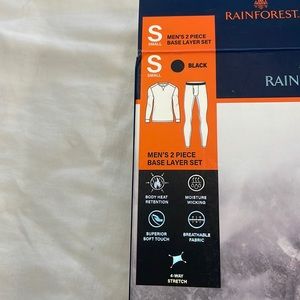 RAINFOREST
S
SMALL
MEN'S 2 PIECE
BASE LAYER SET
S
SMALL
BLACK
RAIN
MEN'S 2 PIECE
BASE LAYER SET
BODY HEAT
RETENTION
MOISTURE
WICKING
SUPERIOR
SOFT TOUCH
BREATHABLE
FABRIC
4-WAY
STRETCH